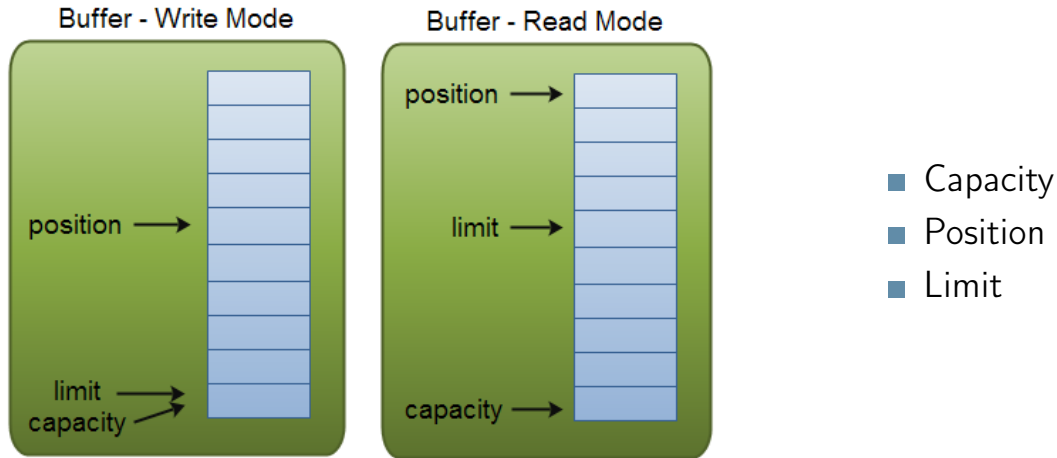 Buffer - Write Mode
position
limit
capacity
Buffer - Read Mode
position
limit
capacity
Capacity
Position
Limit